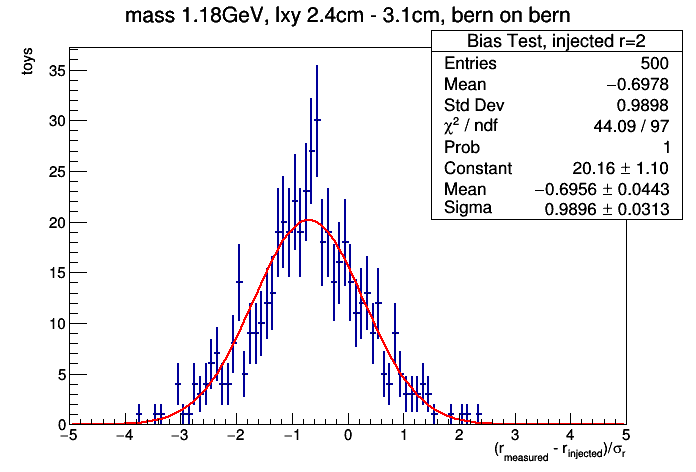 mass 1.18GeV, lxy 2.4cm - 3.1cm, bern on bern
toys
Bias Test, injected r=2
Entries 500
Mean −0.6978
Std Dev 0.9898
χ² / ndf 44.09 / 97
Prob 1
Constant 20.16 ± 1.10
Mean −0.6956 ± 0.0443
Sigma 0.9896 ± 0.0313
35
30
25
20
15
10
5
0
−5 −4 −3 −2 −1 0 1 2 3 4 5
(r_measured - r_injected)/σ_r